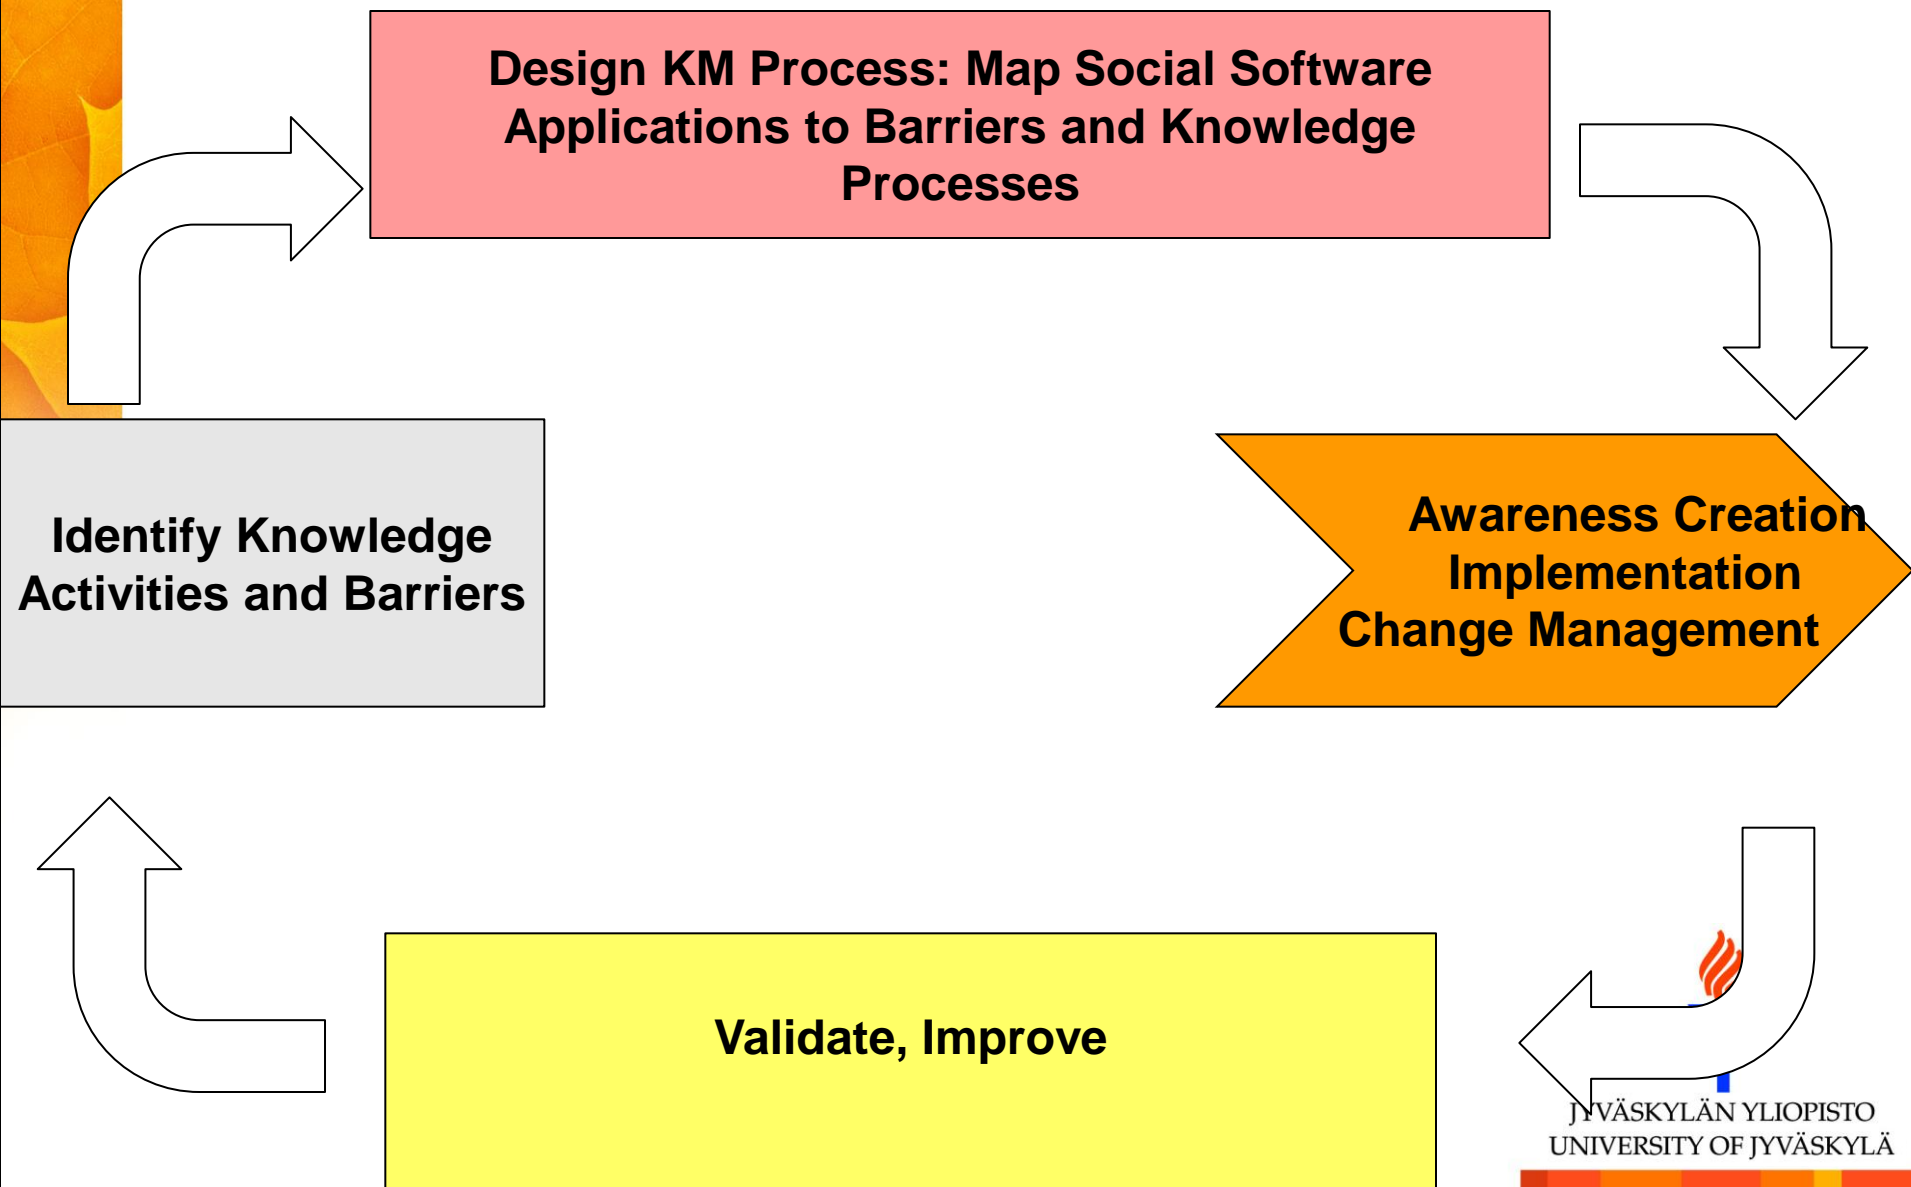 Design KM Process: Map Social Software
Applications to Barriers and Knowledge
Processes
Identify Knowledge
Activities and Barriers
Awareness Creation
Implementation
Change Management
Validate, Improve
JYVÄSKYLÄN YLIOPISTO
UNIVERSITY OF JYVÄSKYLÄ